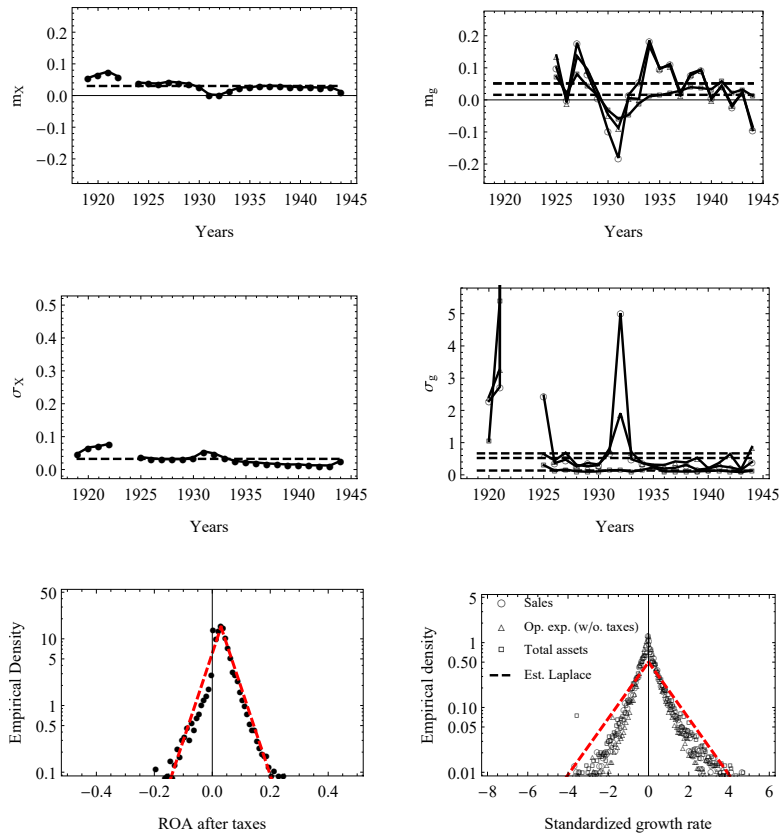 0.2
0.1
0.0
−0.1
−0.2
m_X
1920 1925 1930 1935 1940 1945
Years
0.2
0.1
0.0
−0.1
−0.2
m_g
1920 1925 1930 1935 1940 1945
Years
0.5
0.4
0.3
0.2
0.1
0.0
σ_X
1920 1925 1930 1935 1940 1945
Years
5
4
3
2
1
0
σ_g
1920 1925 1930 1935 1940 1945
Years
50
10
5
1
0.5
0.1
Empirical Density
−0.4 −0.2 0.0 0.2 0.4
ROA after taxes
5
1
0.50
0.10
0.05
0.01
Empirical density
Sales
Op. exp. (w/o. taxes)
Total assets
Est. Laplace
−8 −6 −4 −2 0 2 4 6
Standardized growth rate